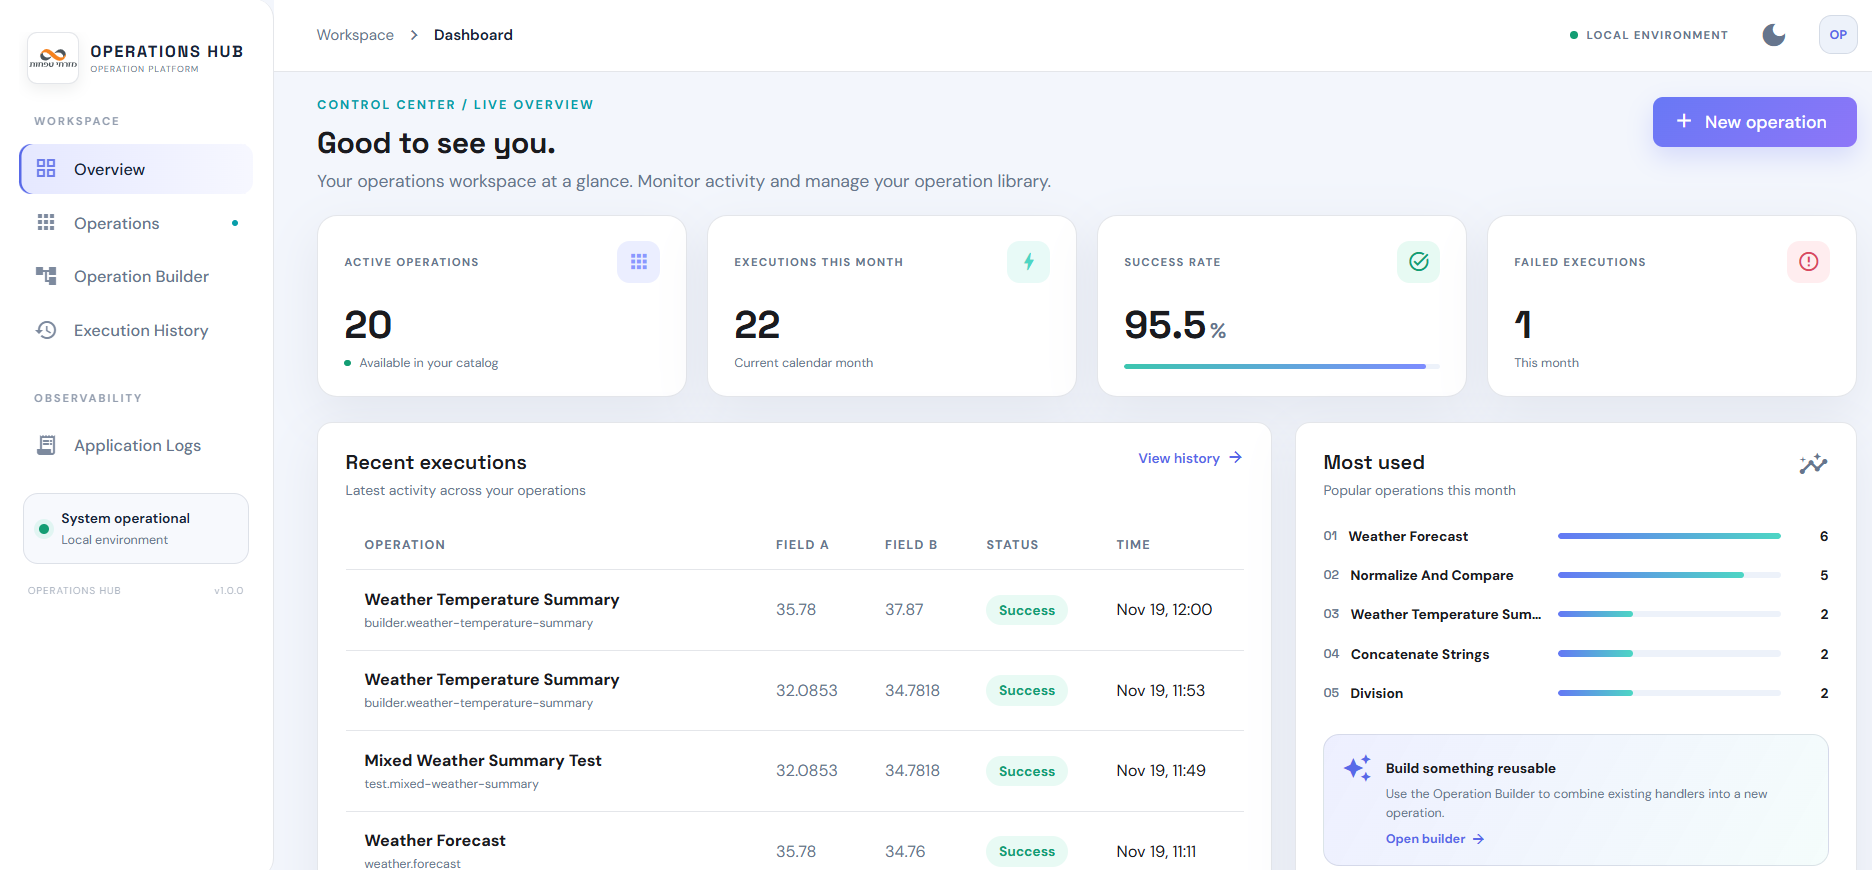 מזרחי טפחות
OPERATIONS HUB
OPERATION PLATFORM
WORKSPACE
Overview
Operations
Operation Builder
Execution History
OBSERVABILITY
Application Logs
System operational
Local environment
OPERATIONS HUB v1.0.0
Workspace > Dashboard
LOCAL ENVIRONMENT
OP
CONTROL CENTER / LIVE OVERVIEW
Good to see you.
Your operations workspace at a glance. Monitor activity and manage your operation library.
+ New operation
ACTIVE OPERATIONS
20
Available in your catalog
EXECUTIONS THIS MONTH
22
Current calendar month
SUCCESS RATE
95.5%
FAILED EXECUTIONS
1
This month
Recent executions
Latest activity across your operations
View history →
OPERATION FIELD A FIELD B STATUS TIME
Weather Temperature Summary 35.78 37.87 Success Nov 19, 12:00
builder.weather-temperature-summary
Weather Temperature Summary 32.0853 34.7818 Success Nov 19, 11:53
builder.weather-temperature-summary
Mixed Weather Summary Test 32.0853 34.7818 Success Nov 19, 11:49
test.mixed-weather-summary
Weather Forecast 35.78 34.76 Success Nov 19, 11:11
weather.forecast
Most used
Popular operations this month
01 Weather Forecast 6
02 Normalize And Compare 5
03 Weather Temperature Sum... 2
04 Concatenate Strings 2
05 Division 2
Build something reusable
Use the Operation Builder to combine existing handlers into a new
operation.
Open builder →